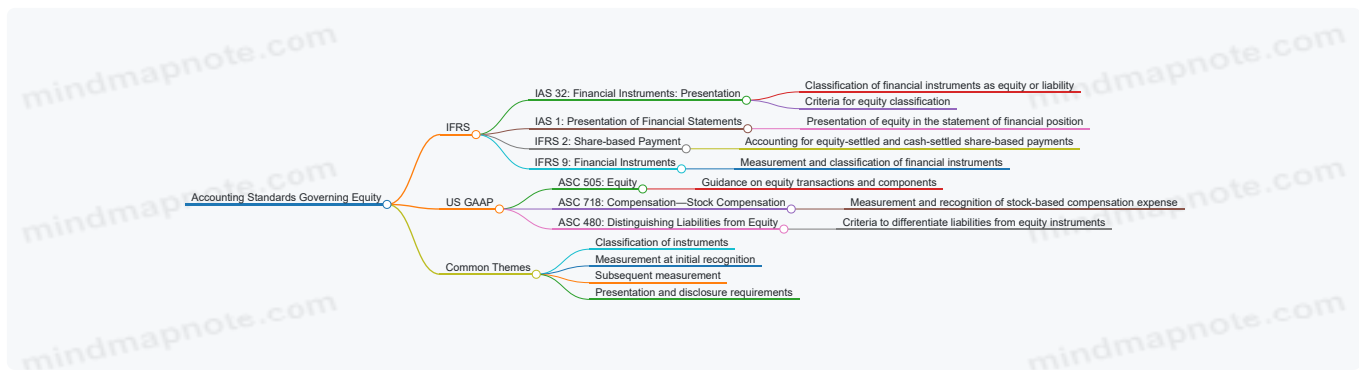 mindmapnote.com
mindmapnote.com
Classification of financial instruments as equity or liability
IAS 32: Financial Instruments: Presentation
Criteria for equity classification
IFRS
IAS 1: Presentation of Financial Statements
Presentation of equity in the statement of financial position
IFRS 2: Share-based Payment
Accounting for equity-settled and cash-settled share-based payments
IFRS 9: Financial Instruments
Measurement and classification of financial instruments
mindmapnote.com
mindmapnote.com
Accounting Standards Governing Equity
US GAAP
ASC 505: Equity
Guidance on equity transactions and components
ASC 718: Compensation—Stock Compensation
Measurement and recognition of stock-based compensation expense
ASC 480: Distinguishing Liabilities from Equity
Criteria to differentiate liabilities from equity instruments
Common Themes
Classification of instruments
Measurement at initial recognition
Subsequent measurement
Presentation and disclosure requirements
mindmapnote.com
mindmapnote.com